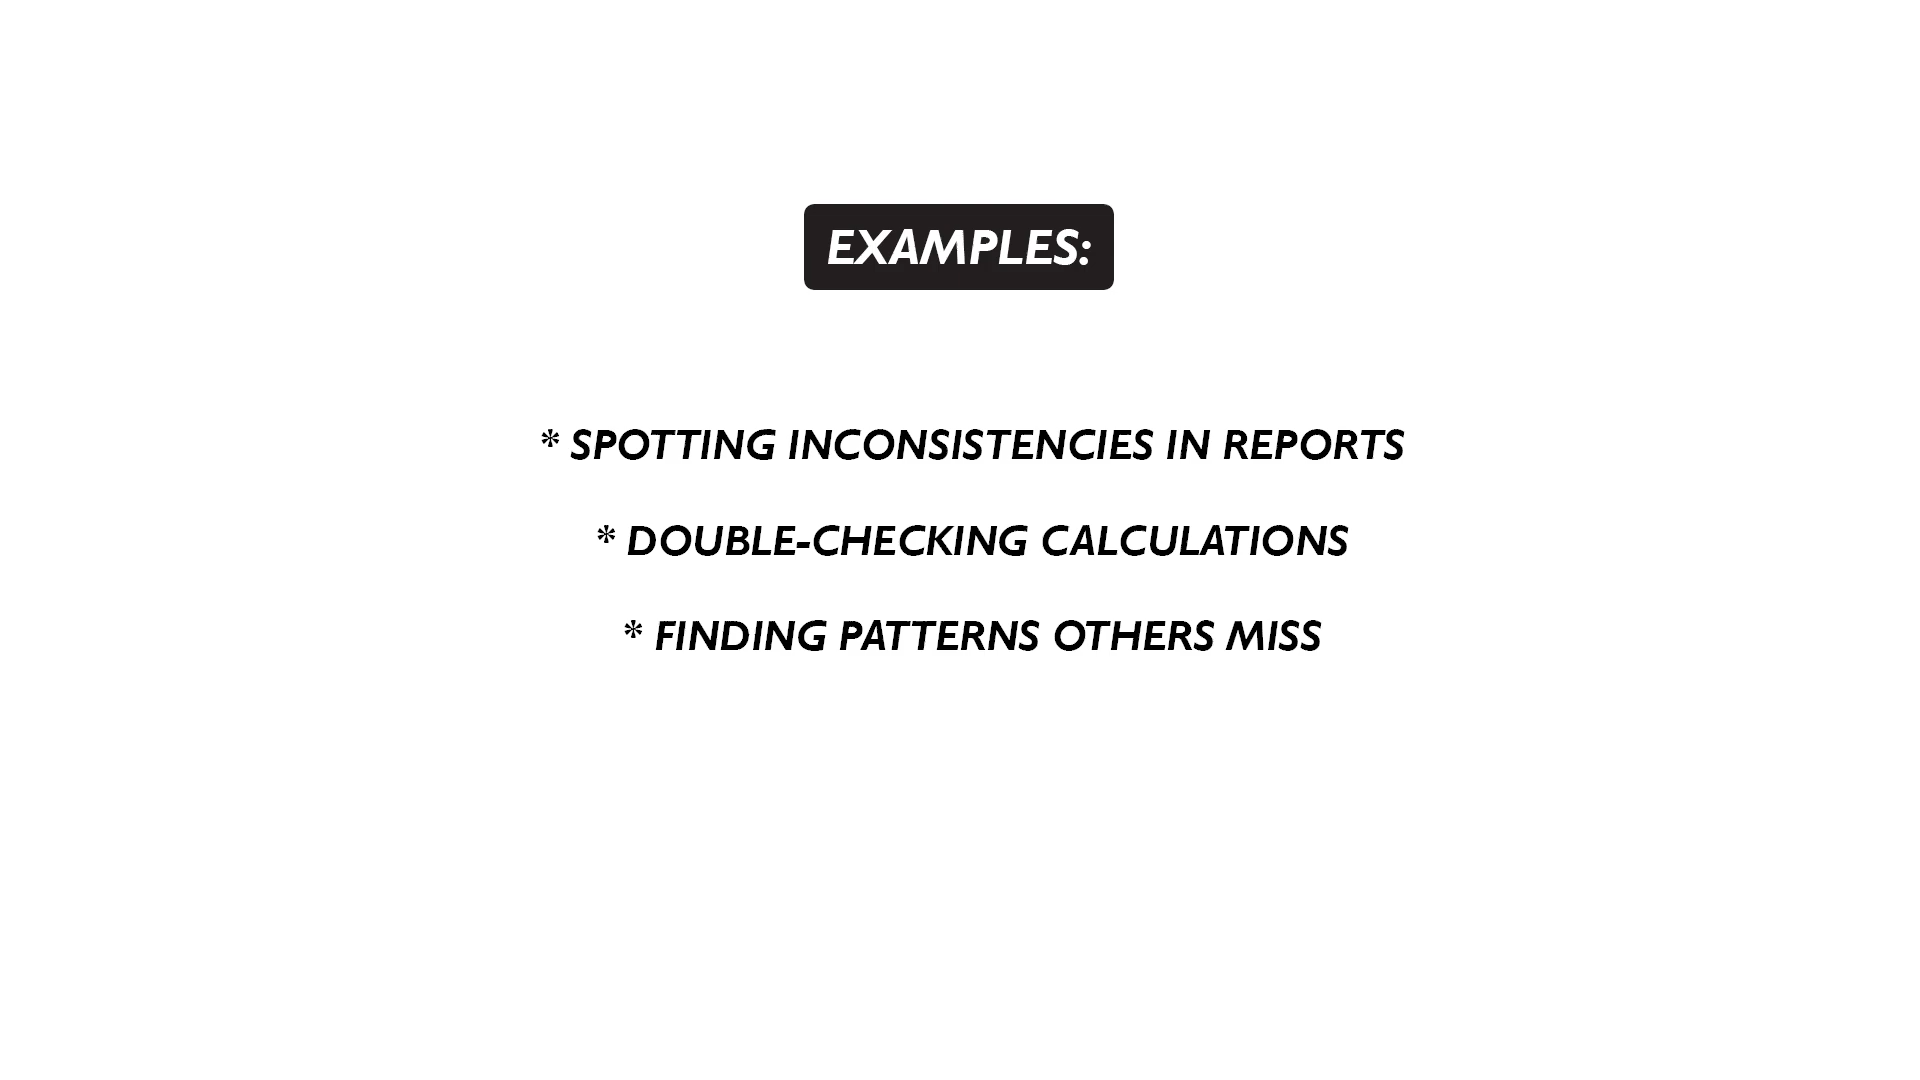 EXAMPLES:
* SPOTTING INCONSISTENCIES IN REPORTS
* DOUBLE-CHECKING CALCULATIONS
* FINDING PATTERNS OTHERS MISS